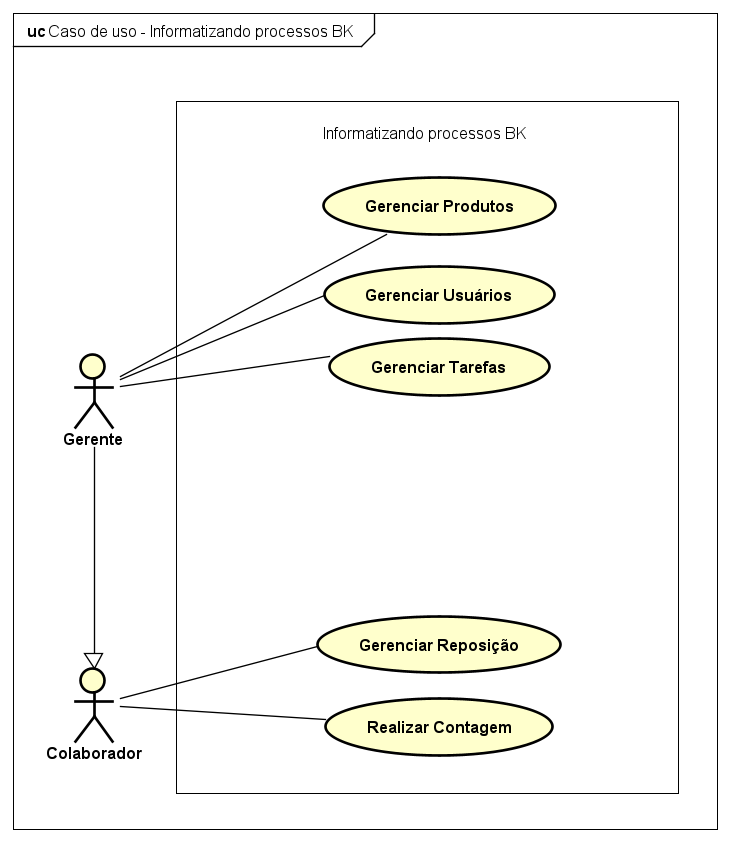 uc Caso de uso - Informatizando processos BK
Informatizando processos BK
Gerenciar Produtos
Gerenciar Usuários
Gerenciar Tarefas
Gerente
Gerenciar Reposição
Realizar Contagem
Colaborador